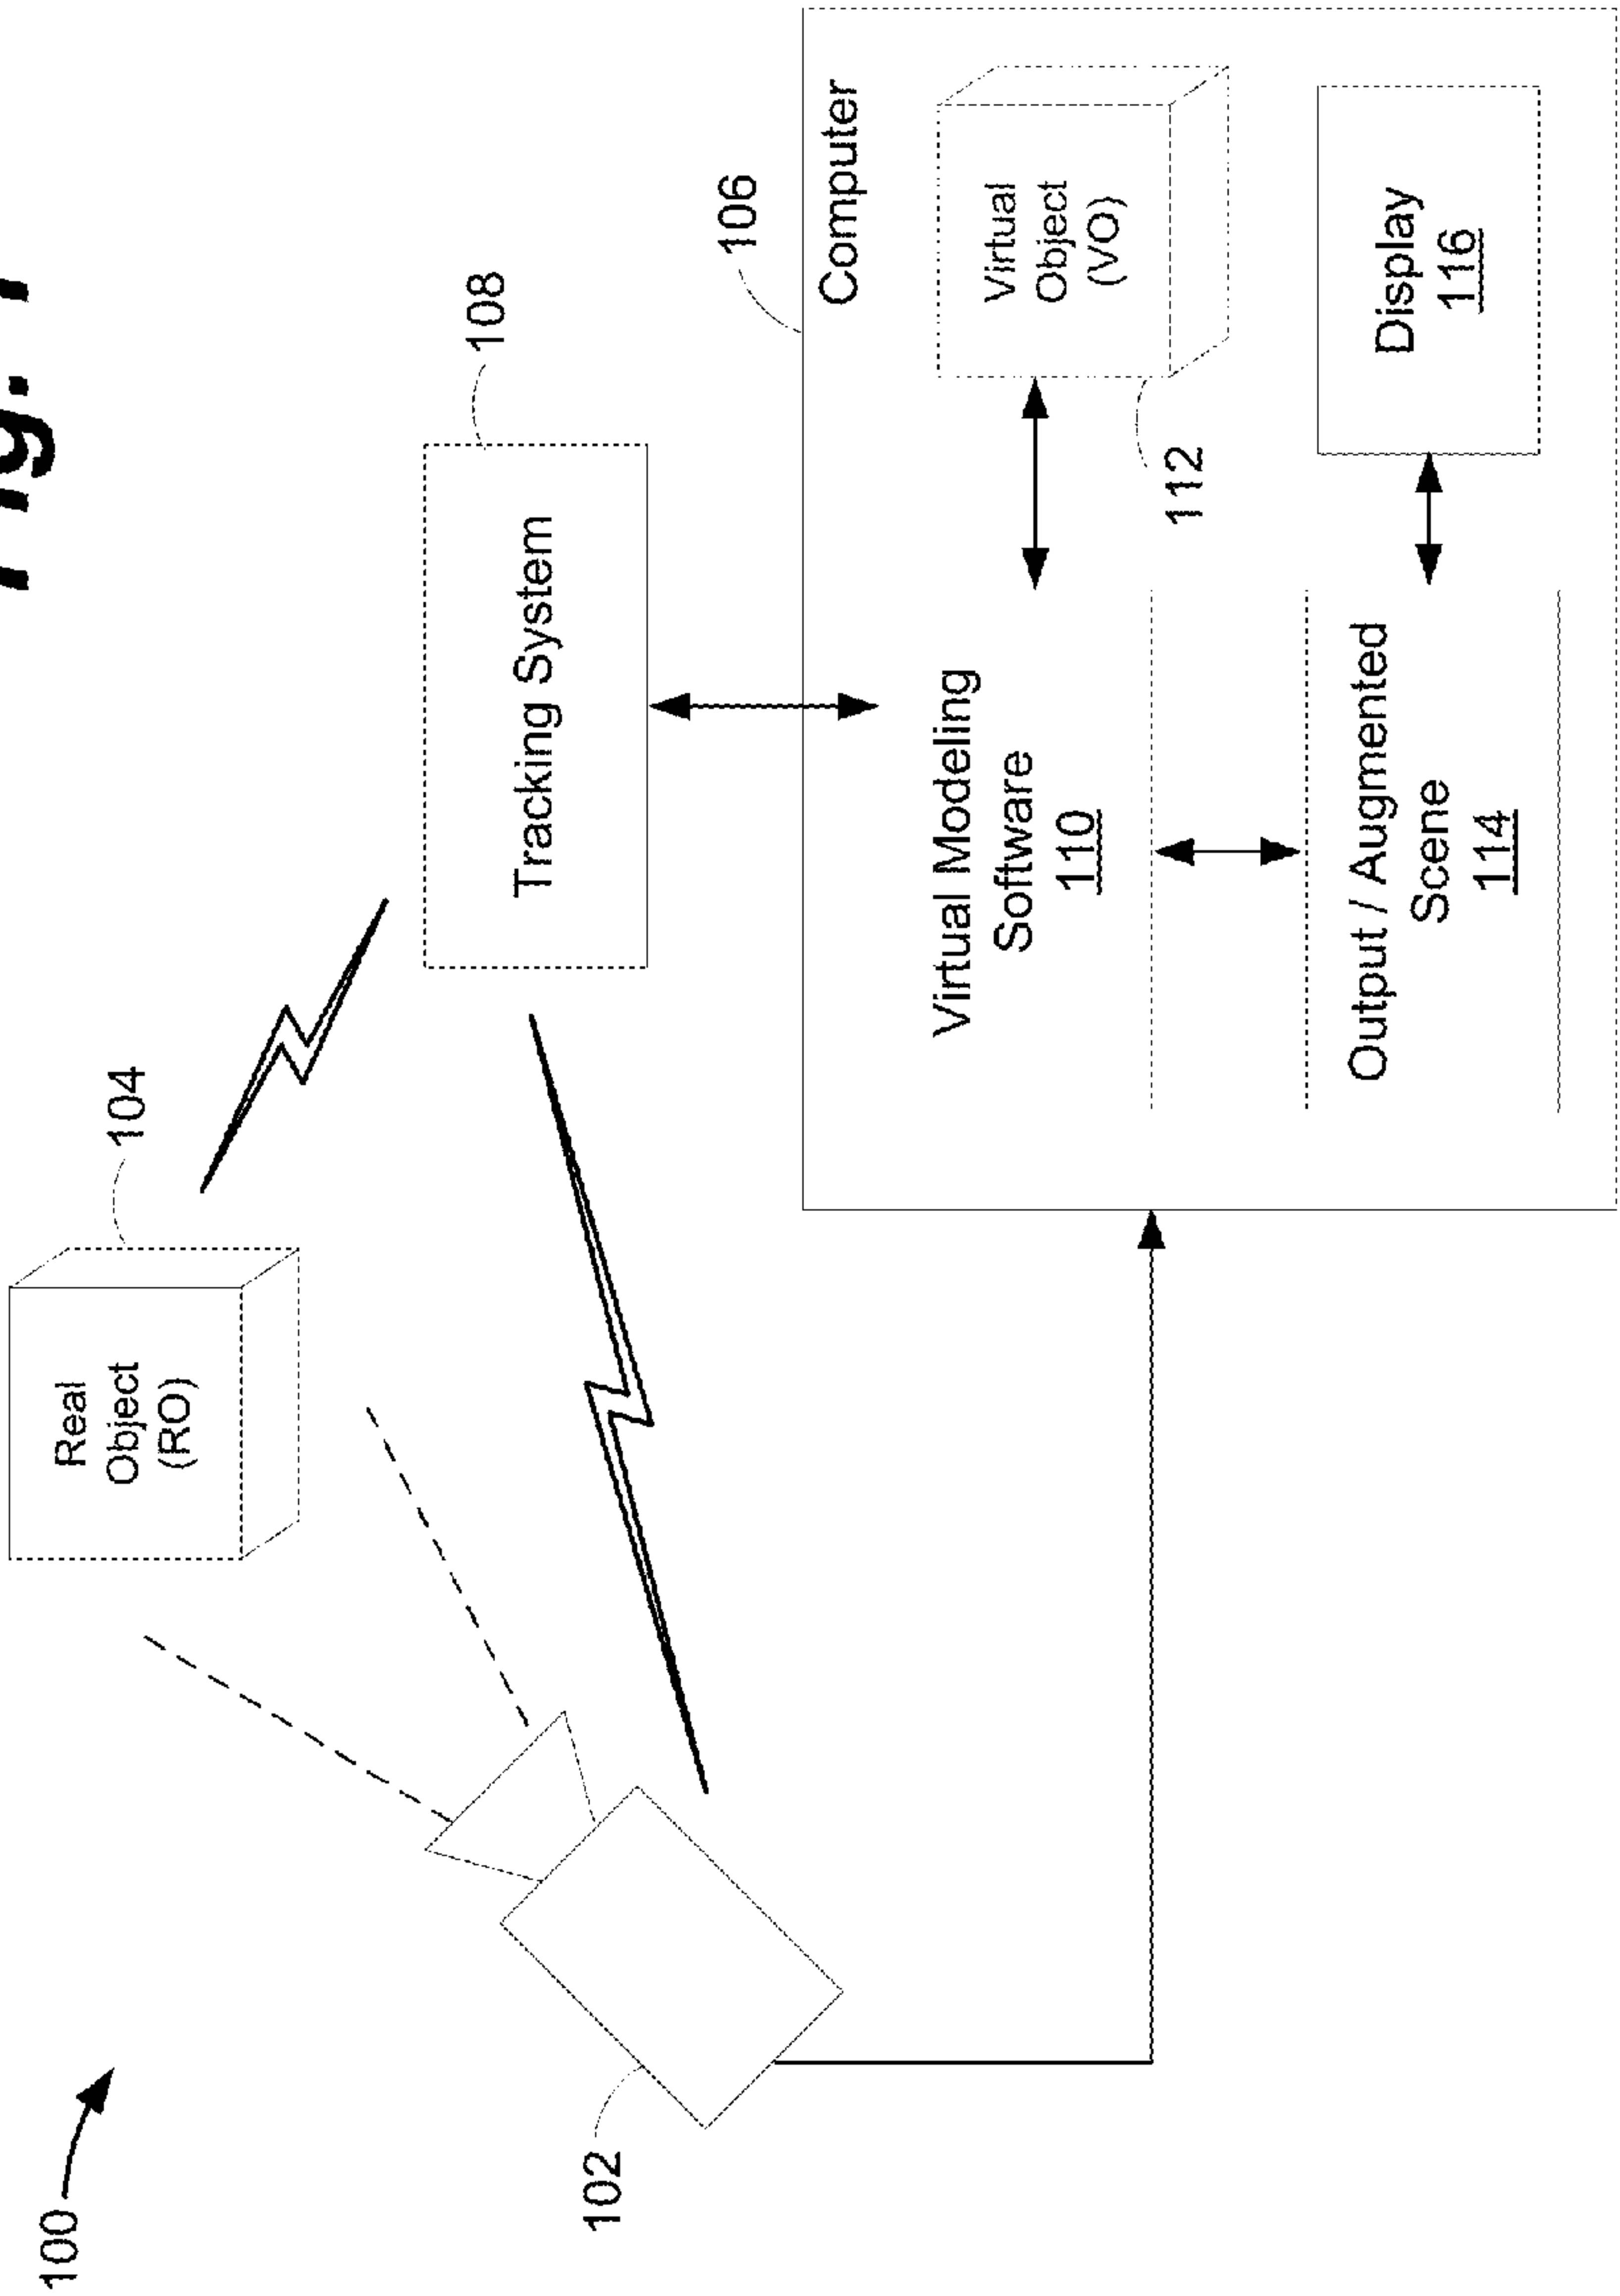 Fig. 1
100
Real
Object
(RO)
104
102
Tracking System
108
106
Computer
Virtual Modeling
Software
110
Virtual
Object
(VO)
112
Output / Augmented
Scene
114
Display
116